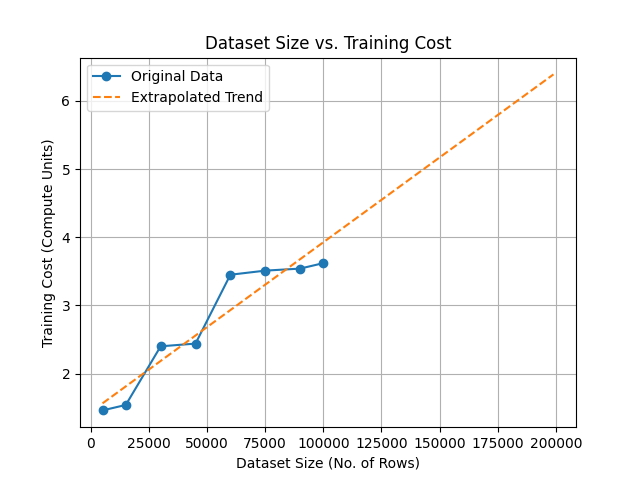 Dataset Size vs. Training Cost
Original Data
Extrapolated Trend
6
5
4
3
2
Training Cost (Compute Units)
0 25000 50000 75000 100000 125000 150000 175000 200000
Dataset Size (No. of Rows)